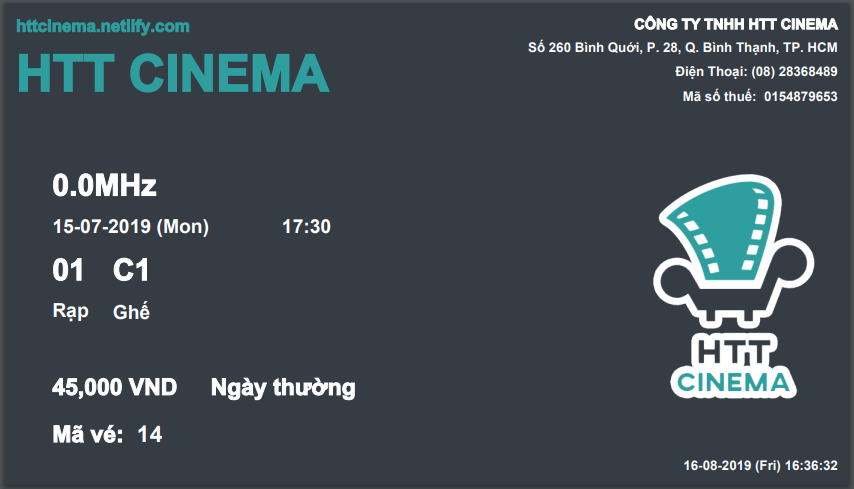 httcinema.netlify.com
HTT CINEMA
CÔNG TY TNHH HTT CINEMA
Số 260 Bình Quới, P. 28, Q. Bình Thạnh, TP. HCM
Điện Thoại: (08) 28368489
Mã số thuế: 0154879653
0.0MHz
15-07-2019 (Mon) 17:30
01 C1
Rạp Ghế
45,000 VND Ngày thường
Mã vé: 14
HTT
CINEMA
16-08-2019 (Fri) 16:36:32